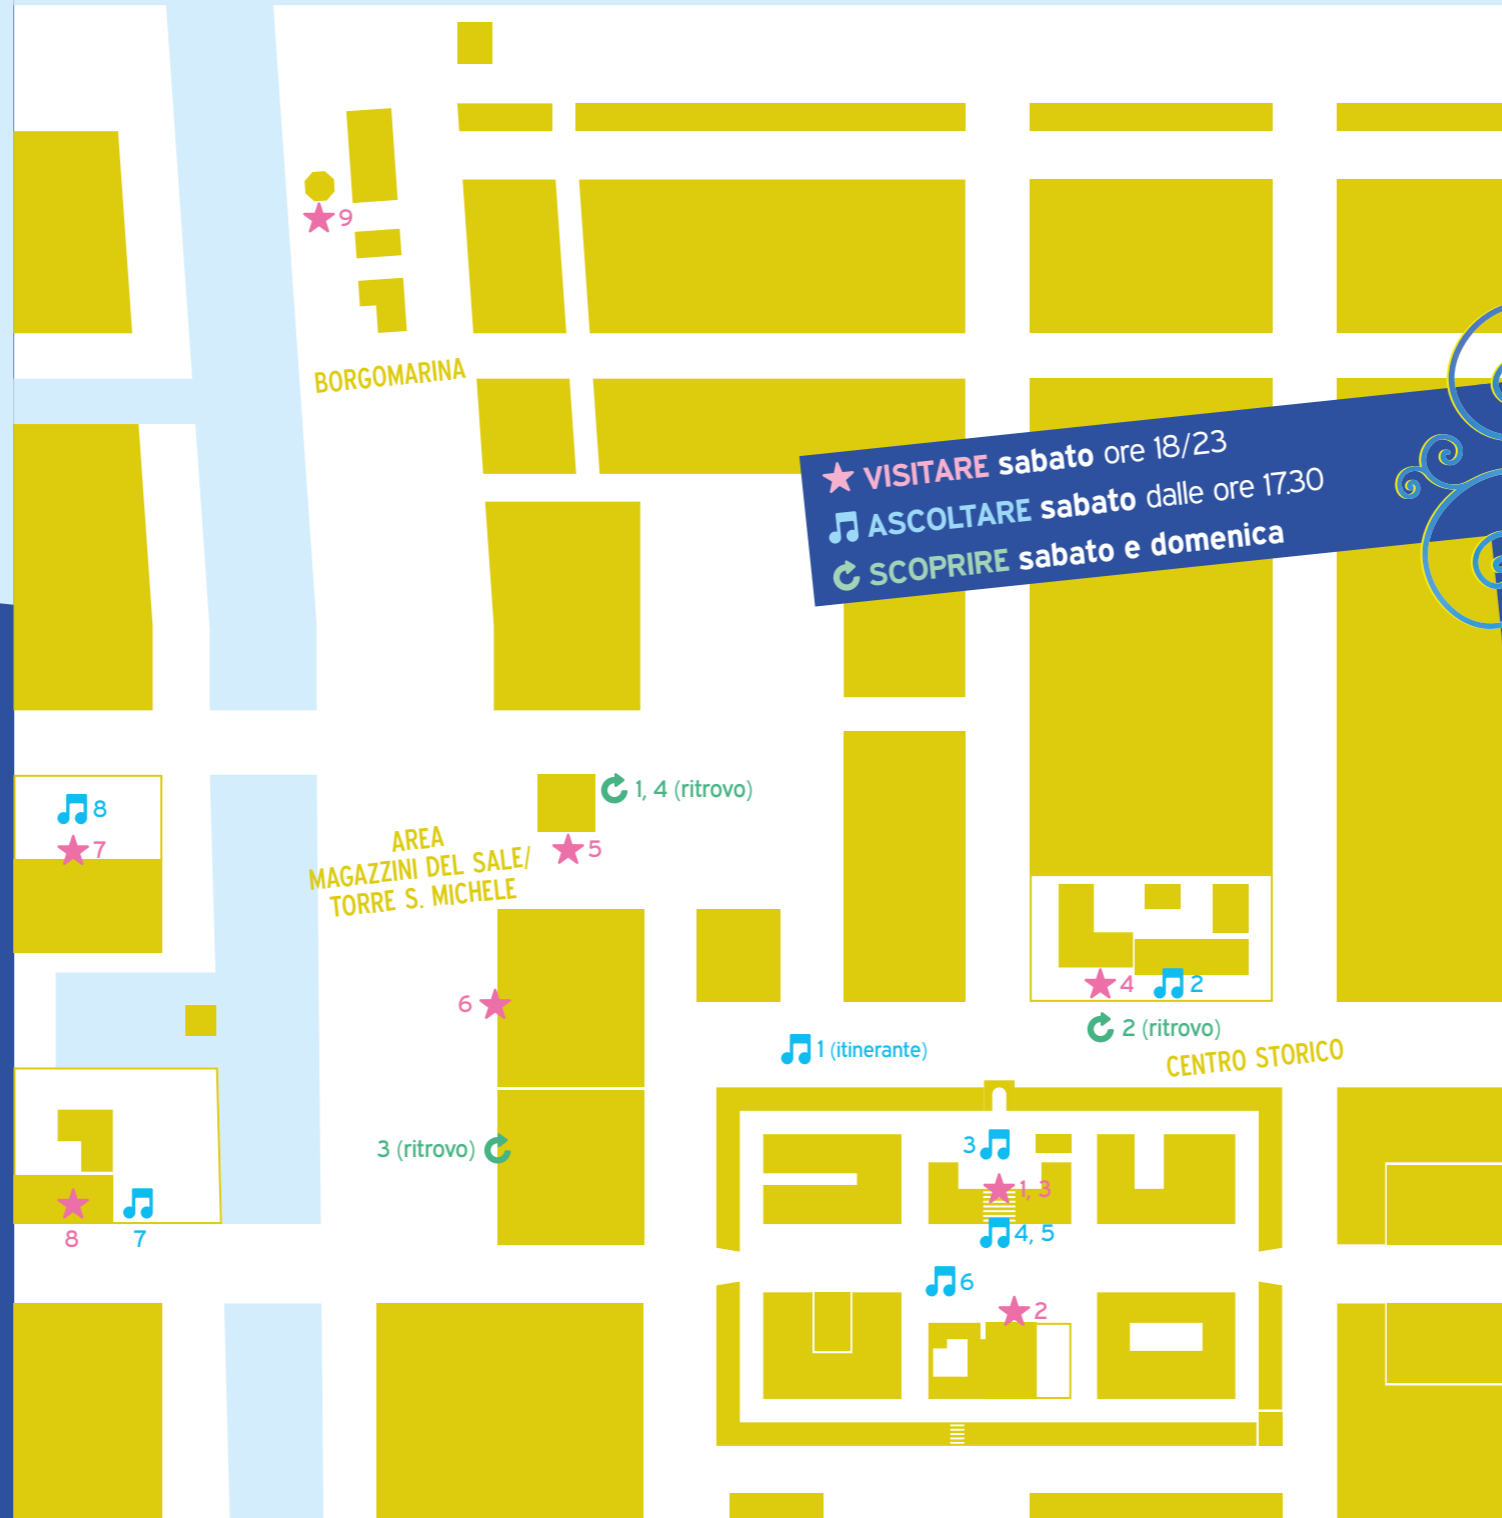 9
BORGOMARINA
VISITARE sabato ore 18/23
ASCOLTARE sabato dalle ore 17.30
SCOPRIRE sabato e domenica
8
7
1, 4 (ritrovo)
5
AREA
MAGAZZINI DEL SALE/
TORRE S. MICHELE
6
4
2
2 (ritrovo)
1 (itinerante)
CENTRO STORICO
3 (ritrovo)
3
1, 3
4, 5
6
2
8
7